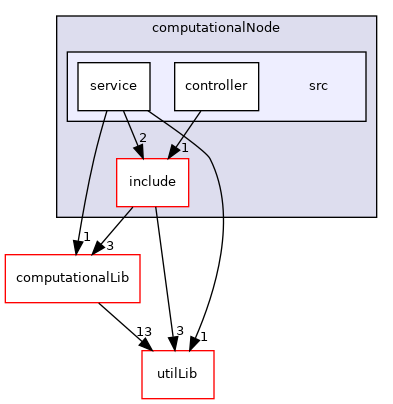 computationalNode
service
controller
src
2
1
include
1
3
computationalLib
13
3
1
utilLib